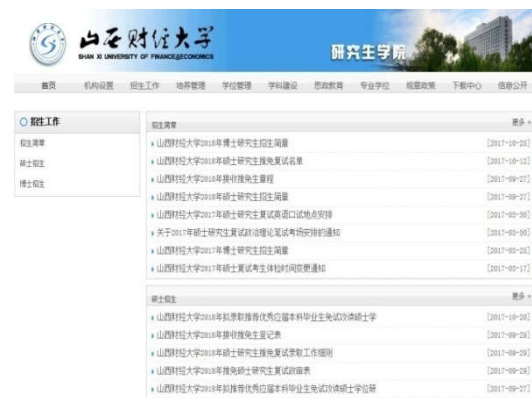 山西财经大学
SHAN XI UNIVERSITY OF FINANCE&ECONOMICS
研究生学院
首页 机构设置 招生工作 培养管理 学位管理 学科建设 思政教育 专业学位 规章政策 下载中心 信息公开
招生工作
招生简章
硕士招生
博士招生
招生简章 更多 »
山西财经大学2018年博士研究生招生简章 [2017-10-25]
山西财经大学2018年硕士研究生推免复试名单 [2017-10-12]
山西财经大学2018年接收推免生章程 [2017-09-27]
山西财经大学2018年硕士研究生招生简章 [2017-09-27]
山西财经大学2017年硕士研究生复试英语口试地点安排 [2017-03-30]
关于2017年硕士研究生复试政治理论笔试考场安排的通知 [2017-03-30]
山西财经大学2017年博士研究生招生简章 [2017-03-28]
山西财经大学2017年硕士复试考生体检时间变更通知 [2017-03-17]
硕士招生 更多 »
山西财经大学2018年拟录取推荐优秀应届本科毕业生免试攻读硕士学 [2017-10-20]
山西财经大学2018年接收推免生登记表 [2017-09-29]
山西财经大学2018年硕士研究生推免复试录取工作细则 [2017-09-29]
山西财经大学2018年推免硕士研究生复试政审表 [2017-09-29]
山西财经大学2018年拟推荐优秀应届本科毕业生免试攻读硕士学位研 [2017-09-27]